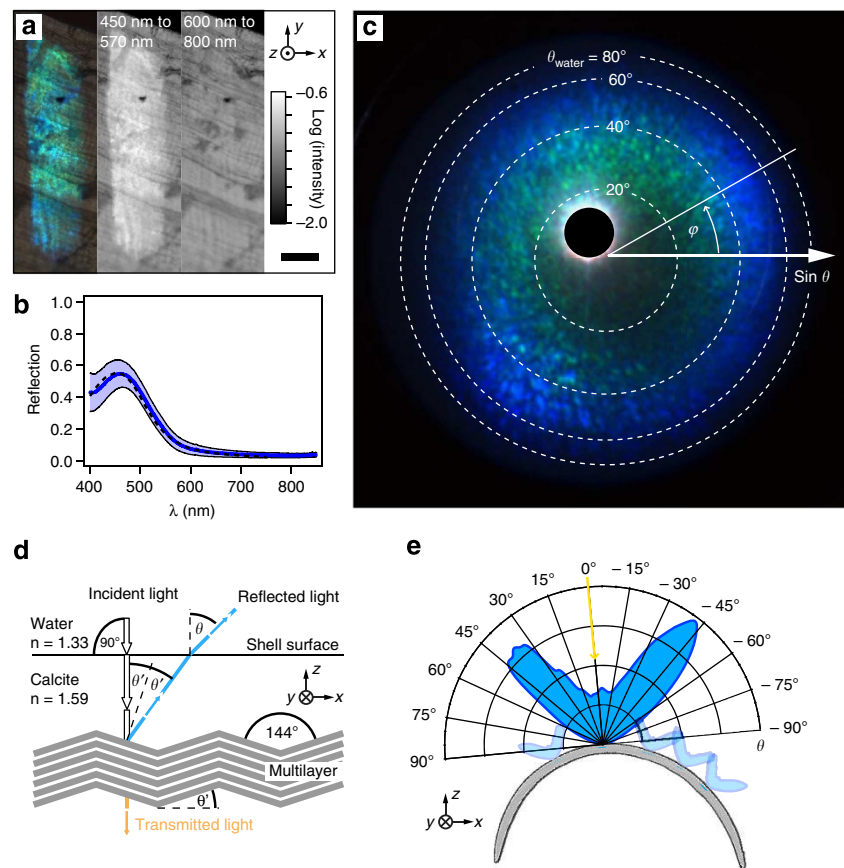 a
450 nm to
570 nm
600 nm to
800 nm
y
z
x
–0.6
Log (intensity)
–2.0
b
1.0
0.8
0.6
0.4
0.2
0.0
Reflection
400 500 600 700 800
λ (nm)
c
θwater = 80°
60°
40°
20°
φ
Sin θ
d
Incident light
Reflected light
Water
n = 1.33
90°
θ
Shell surface
Calcite
n = 1.59
θ′ θ′
z
y
x
144°
Multilayer
θ′
Transmitted light
e
0°
15°
– 15°
30°
– 30°
45°
– 45°
60°
– 60°
75°
– 75°
90°
– 90°
θ
z
y
x